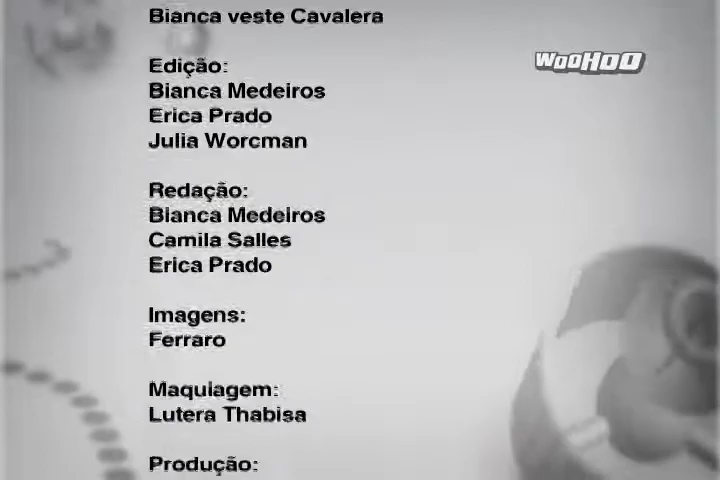 Bianca veste Cavalera
WooHoo
Edição:
Bianca Medeiros
Erica Prado
Julia Worcman
Redação:
Bianca Medeiros
Camila Salles
Erica Prado
Imagens:
Ferraro
Maquiagem:
Lutera Thabisa
Produção: